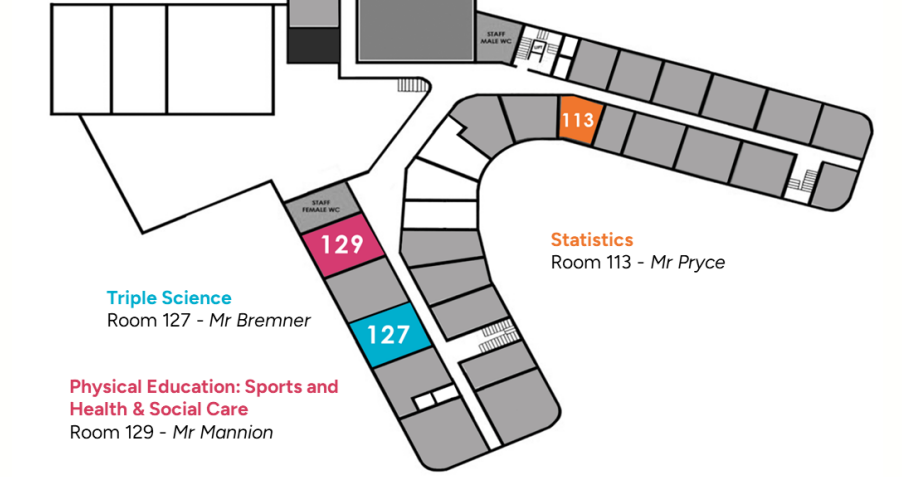 STAFF
MALE WC
LIFT
113
STAFF
FEMALE WC
129
Statistics
Room 113 - Mr Pryce
Triple Science
Room 127 - Mr Bremner
127
Physical Education: Sports and
Health & Social Care
Room 129 - Mr Mannion